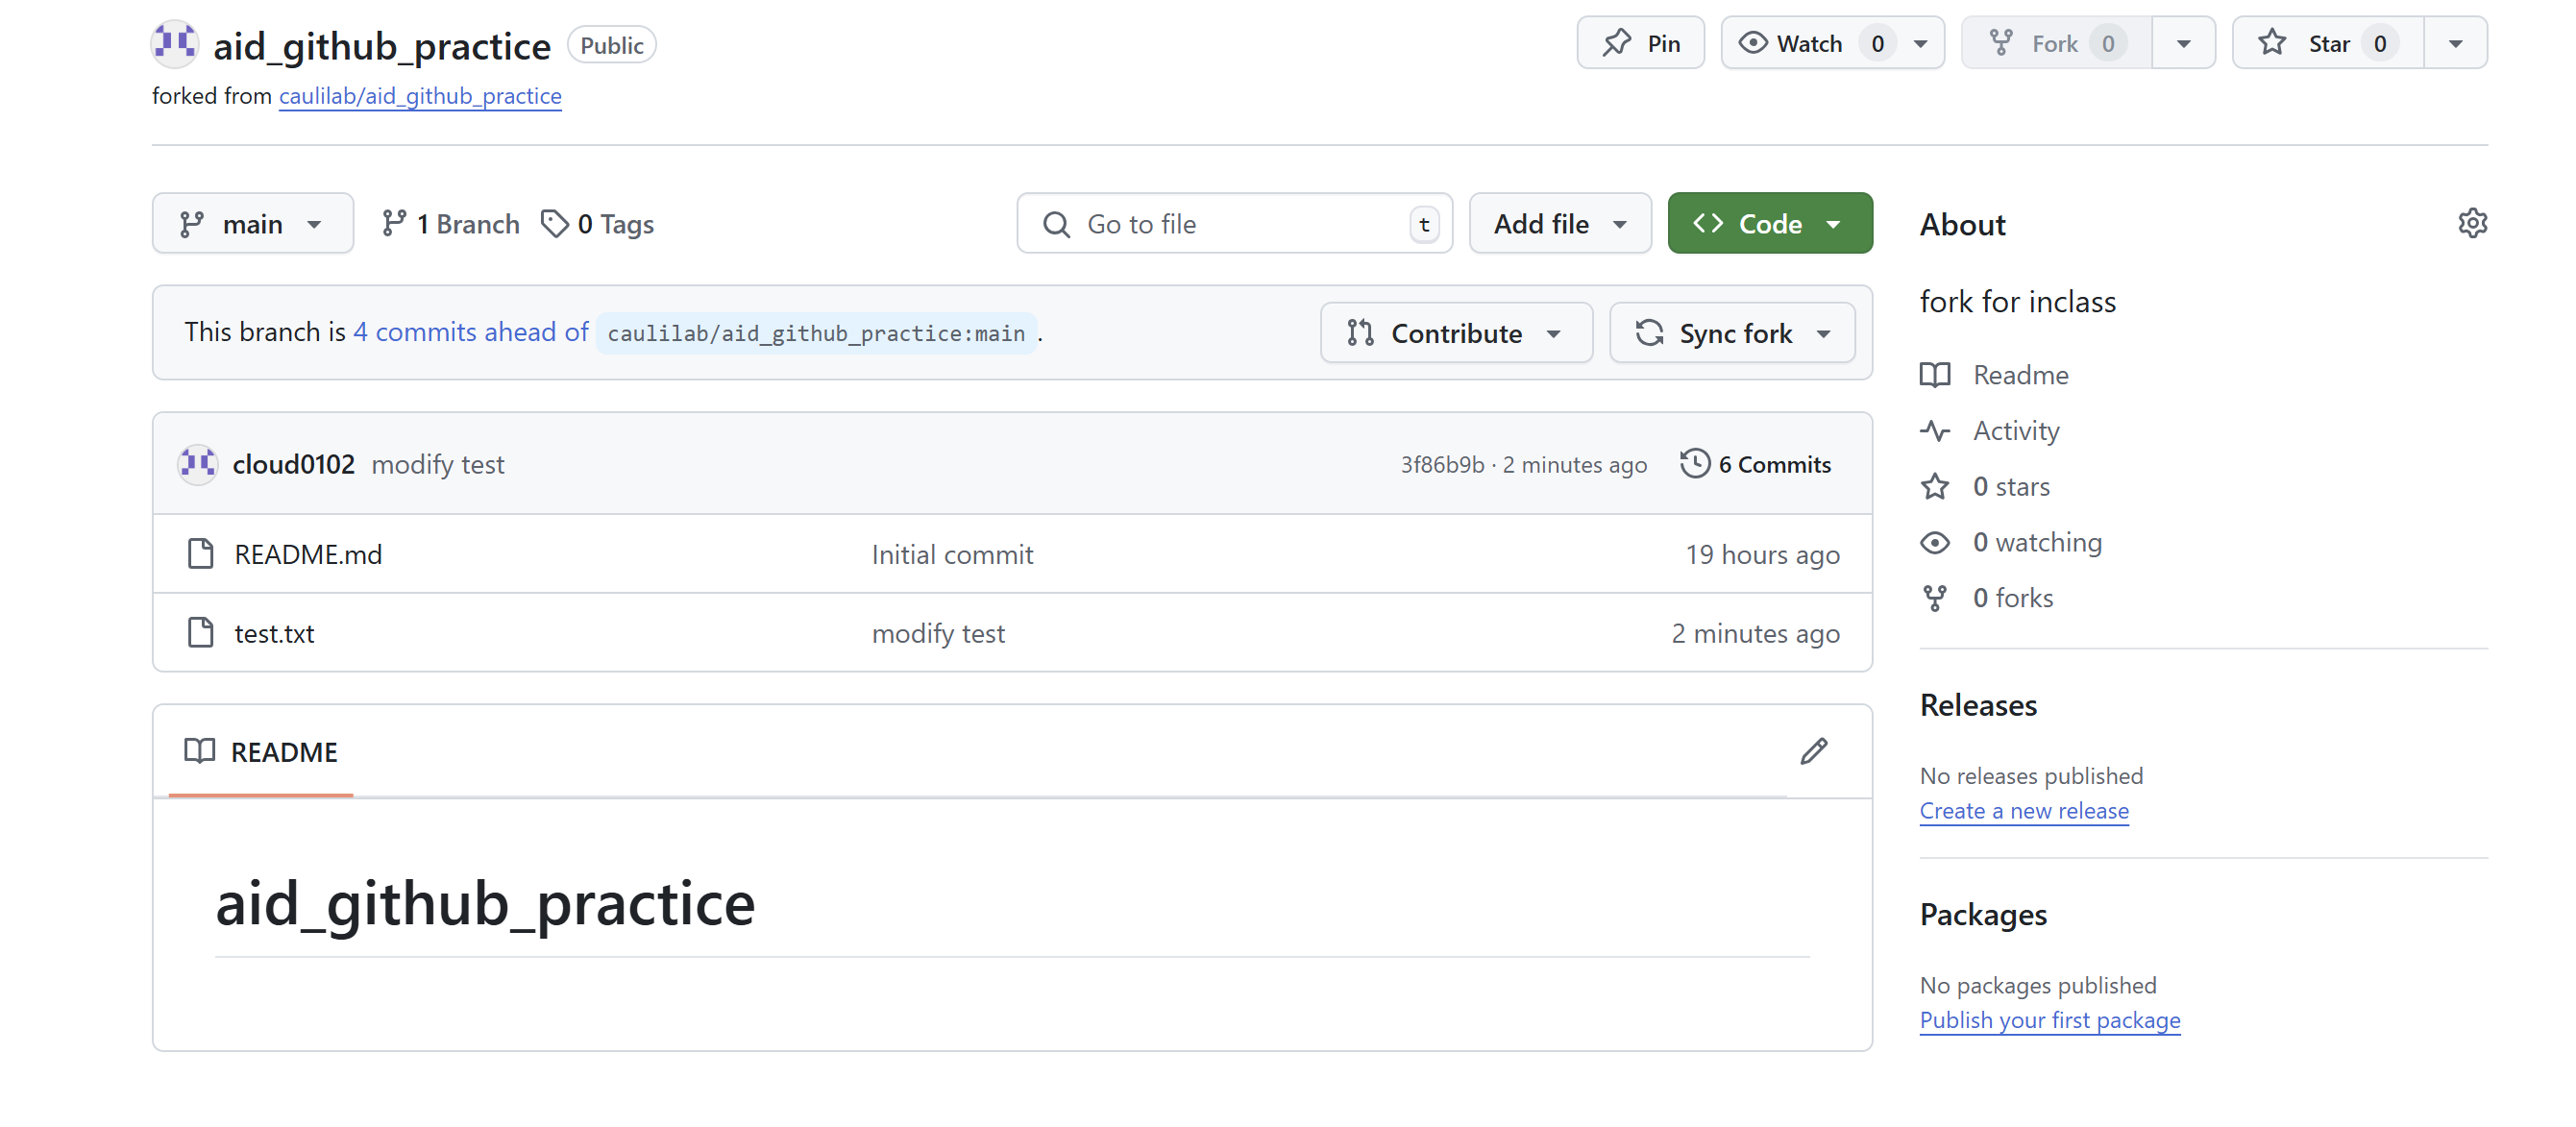 aid_github_practice Public
Pin
Watch 0
Fork 0
Star 0
forked from caulilab/aid_github_practice
main
1 Branch
0 Tags
Go to file t
Add file
Code
This branch is 4 commits ahead of caulilab/aid_github_practice:main .
Contribute
Sync fork
cloud0102 modify test 3f86b9b · 2 minutes ago 6 Commits
README.md Initial commit 19 hours ago
test.txt modify test 2 minutes ago
README
aid_github_practice
About
fork for inclass
Readme
Activity
0 stars
0 watching
0 forks
Releases
No releases published
Create a new release
Packages
No packages published
Publish your first package